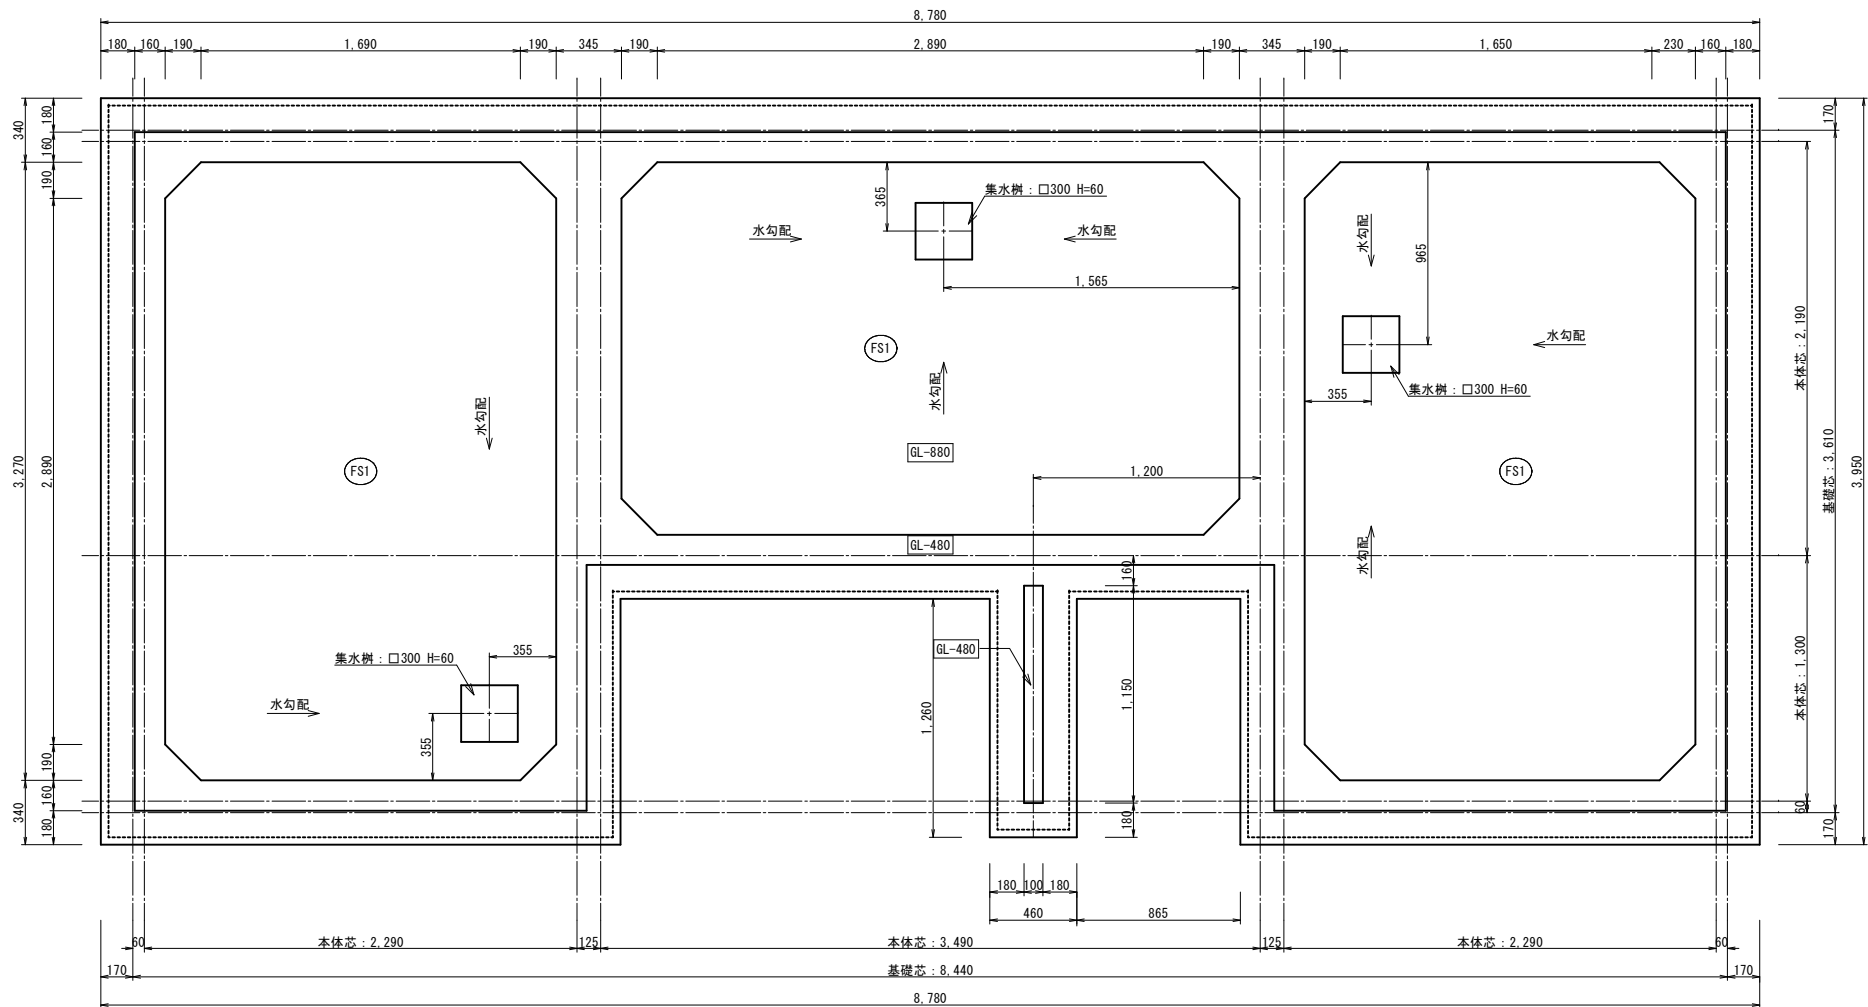 8,780
180 160 190 1,690 190 345 190 2,890 190 345 190 1,650 230 160 180
340
180
160
190
3,270
2,890
190
160
340
180
170
本体芯:2,190
基礎芯:3,610
3,950
本体芯:1,300
60
170
365
集水桝:□300 H=60
水勾配
水勾配
1,565
FS1
水勾配
GL-880
1,200
GL-480
水勾配
965
水勾配
355
集水桝:□300 H=60
FS1
水勾配
水勾配
FS1
集水桝:□300 H=60
355
水勾配
355
160
GL-480
1,150
1,260
180
180 100 180
460 865
60 本体芯:2,290 125 本体芯:3,490 125 本体芯:2,290 60
170 基礎芯:8,440 170
8,780